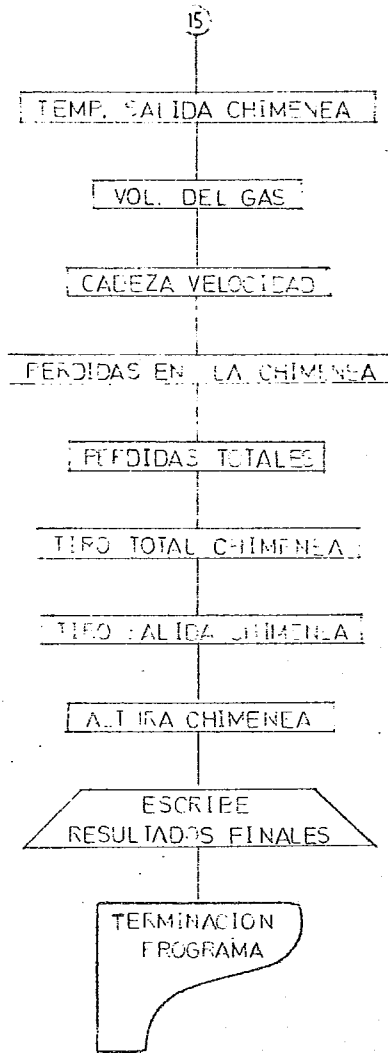 15
TEMP. SALIDA CHIMENEA
VOL. DEL GAS
CABEZA VELOCIDAD
PERDIDAS EN LA CHIMENEA
PERDIDAS TOTALES
TIRO TOTAL CHIMENEA
TIRO SALIDA CHIMENEA
ALTURA CHIMENEA
ESCRIBE
RESULTADOS FINALES
TERMINACION
PROGRAMA